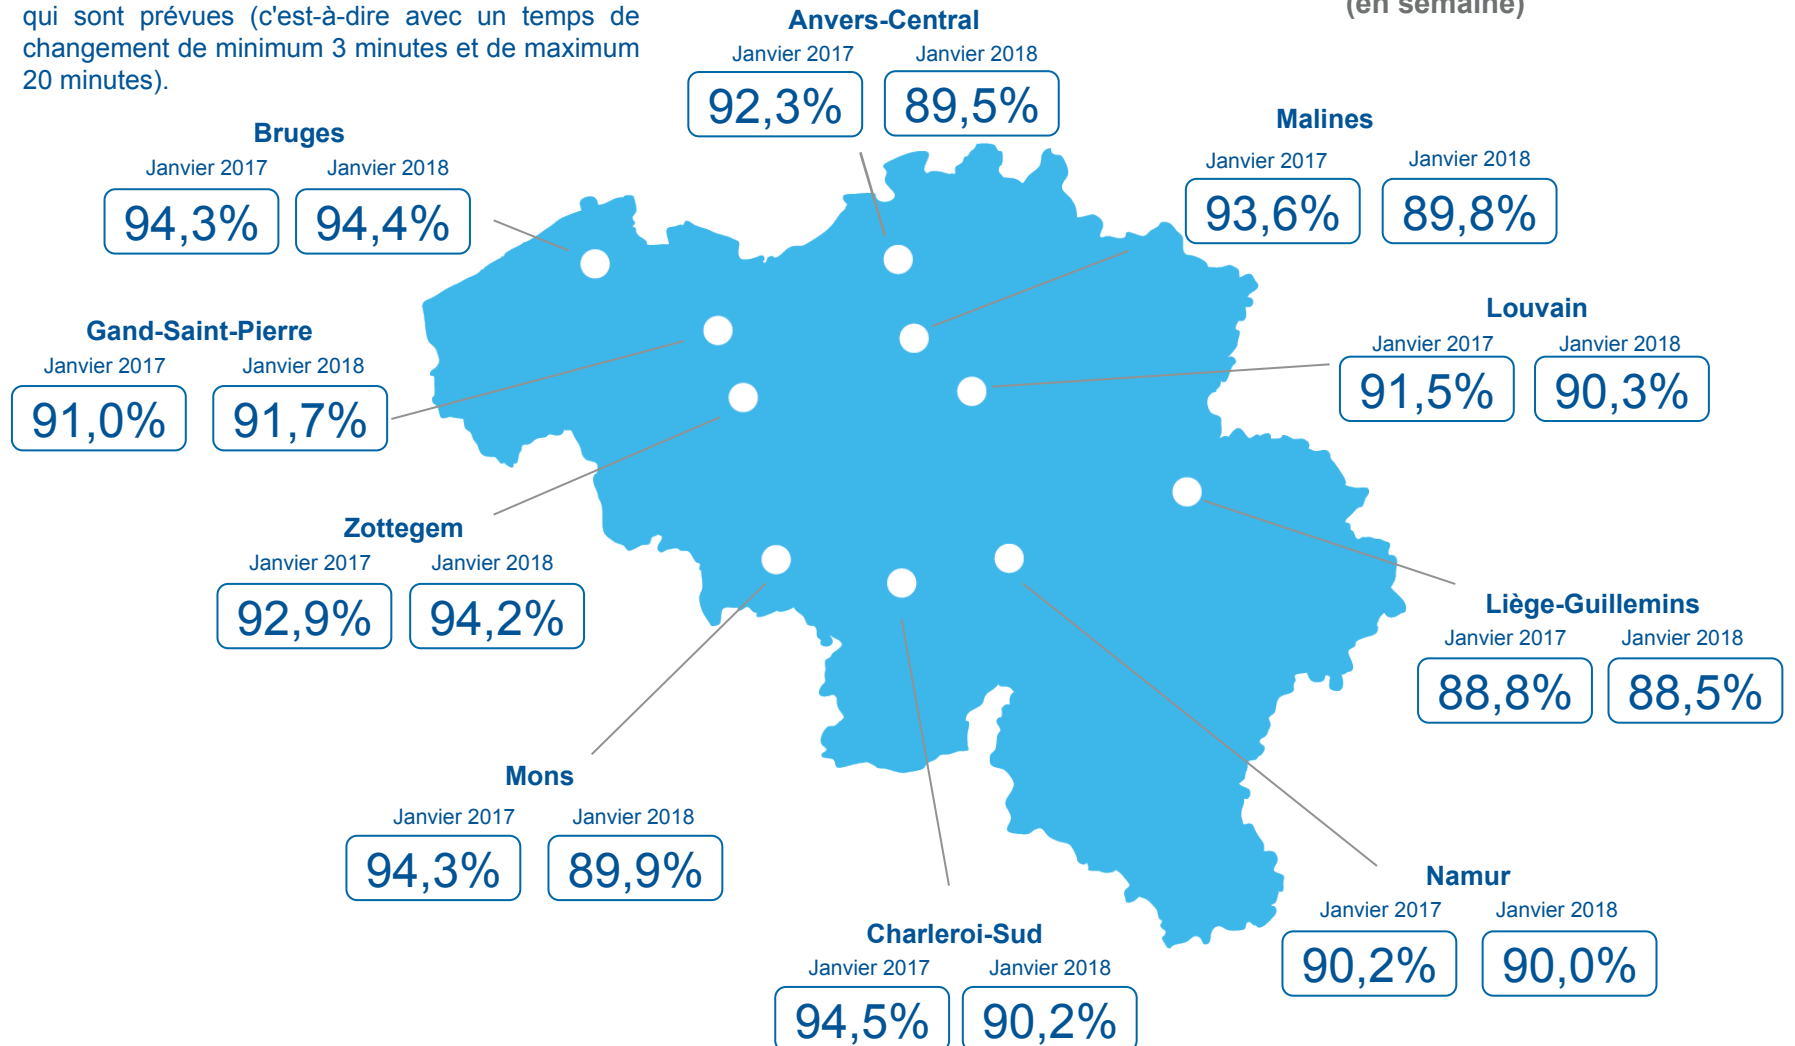 qui sont prévues (c'est-à-dire avec un temps de
changement de minimum 3 minutes et de maximum
20 minutes).
(en semaine)
Anvers-Central
Janvier 2017 Janvier 2018
92,3% 89,5%
Bruges
Janvier 2017 Janvier 2018
94,3% 94,4%
Malines
Janvier 2017 Janvier 2018
93,6% 89,8%
Gand-Saint-Pierre
Janvier 2017 Janvier 2018
91,0% 91,7%
Louvain
Janvier 2017 Janvier 2018
91,5% 90,3%
Zottegem
Janvier 2017 Janvier 2018
92,9% 94,2%
Liège-Guillemins
Janvier 2017 Janvier 2018
88,8% 88,5%
Mons
Janvier 2017 Janvier 2018
94,3% 89,9%
Namur
Janvier 2017 Janvier 2018
90,2% 90,0%
Charleroi-Sud
Janvier 2017 Janvier 2018
94,5% 90,2%